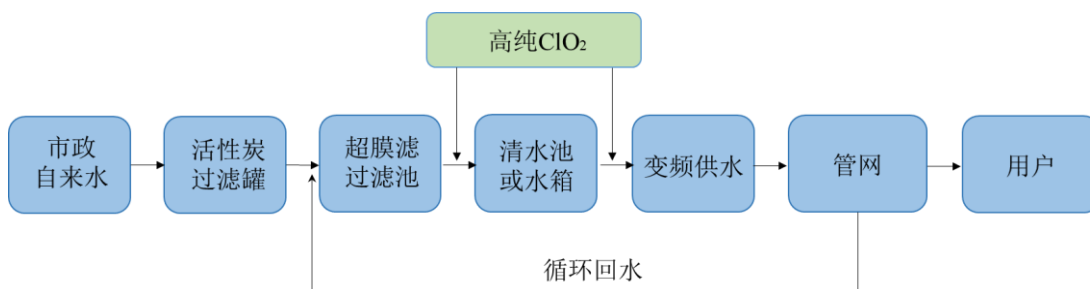 高纯ClO₂
市政
自来水
活性炭
过滤罐
超膜滤
过滤池
清水池
或水箱
变频供水
管网
用户
循环回水